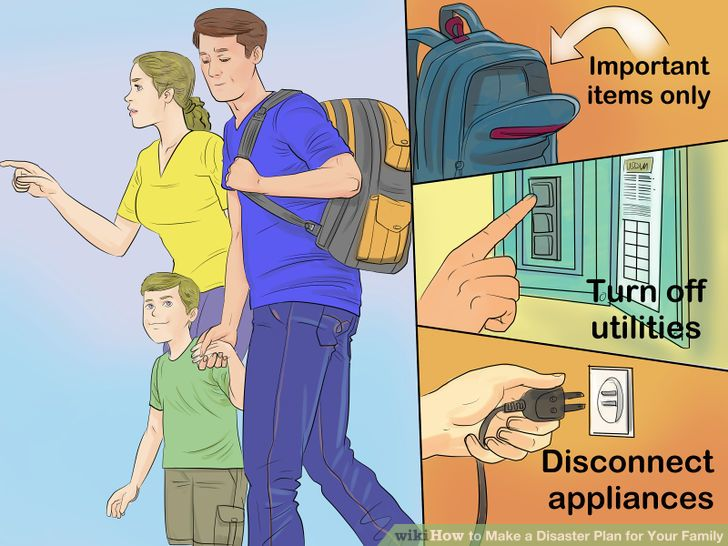 Important
items only
Turn off
utilities
Disconnect
appliances
wikiHow to Make a Disaster Plan for Your Family